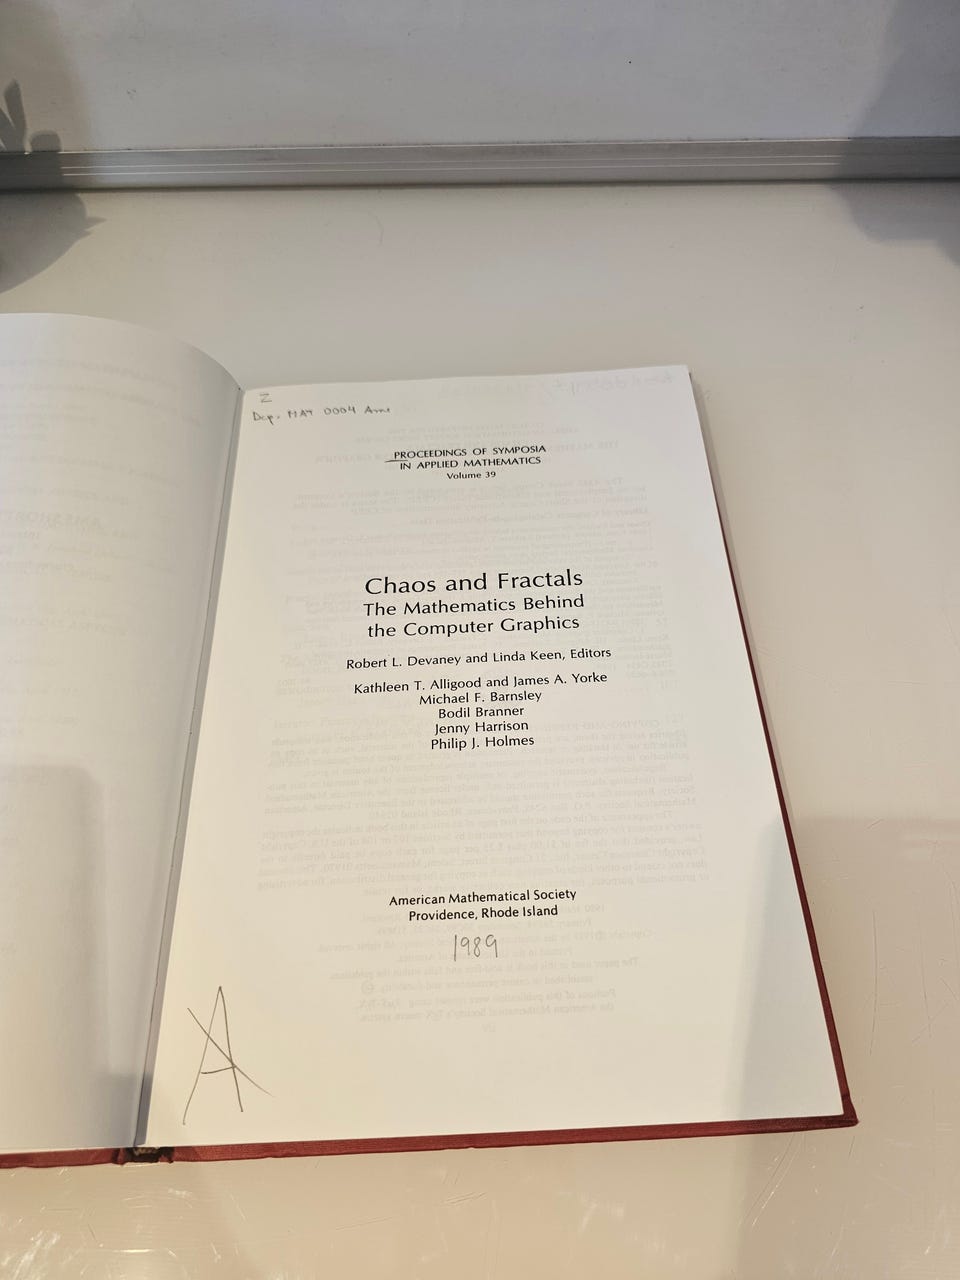 Z
Dep. MAT 0004 Ame
PROCEEDINGS OF SYMPOSIA
IN APPLIED MATHEMATICS
Volume 39
Chaos and Fractals
The Mathematics Behind
the Computer Graphics
Robert L. Devaney and Linda Keen, Editors
Kathleen T. Alligood and James A. Yorke
Michael F. Barnsley
Bodil Branner
Jenny Harrison
Philip J. Holmes
American Mathematical Society
Providence, Rhode Island
1989
A